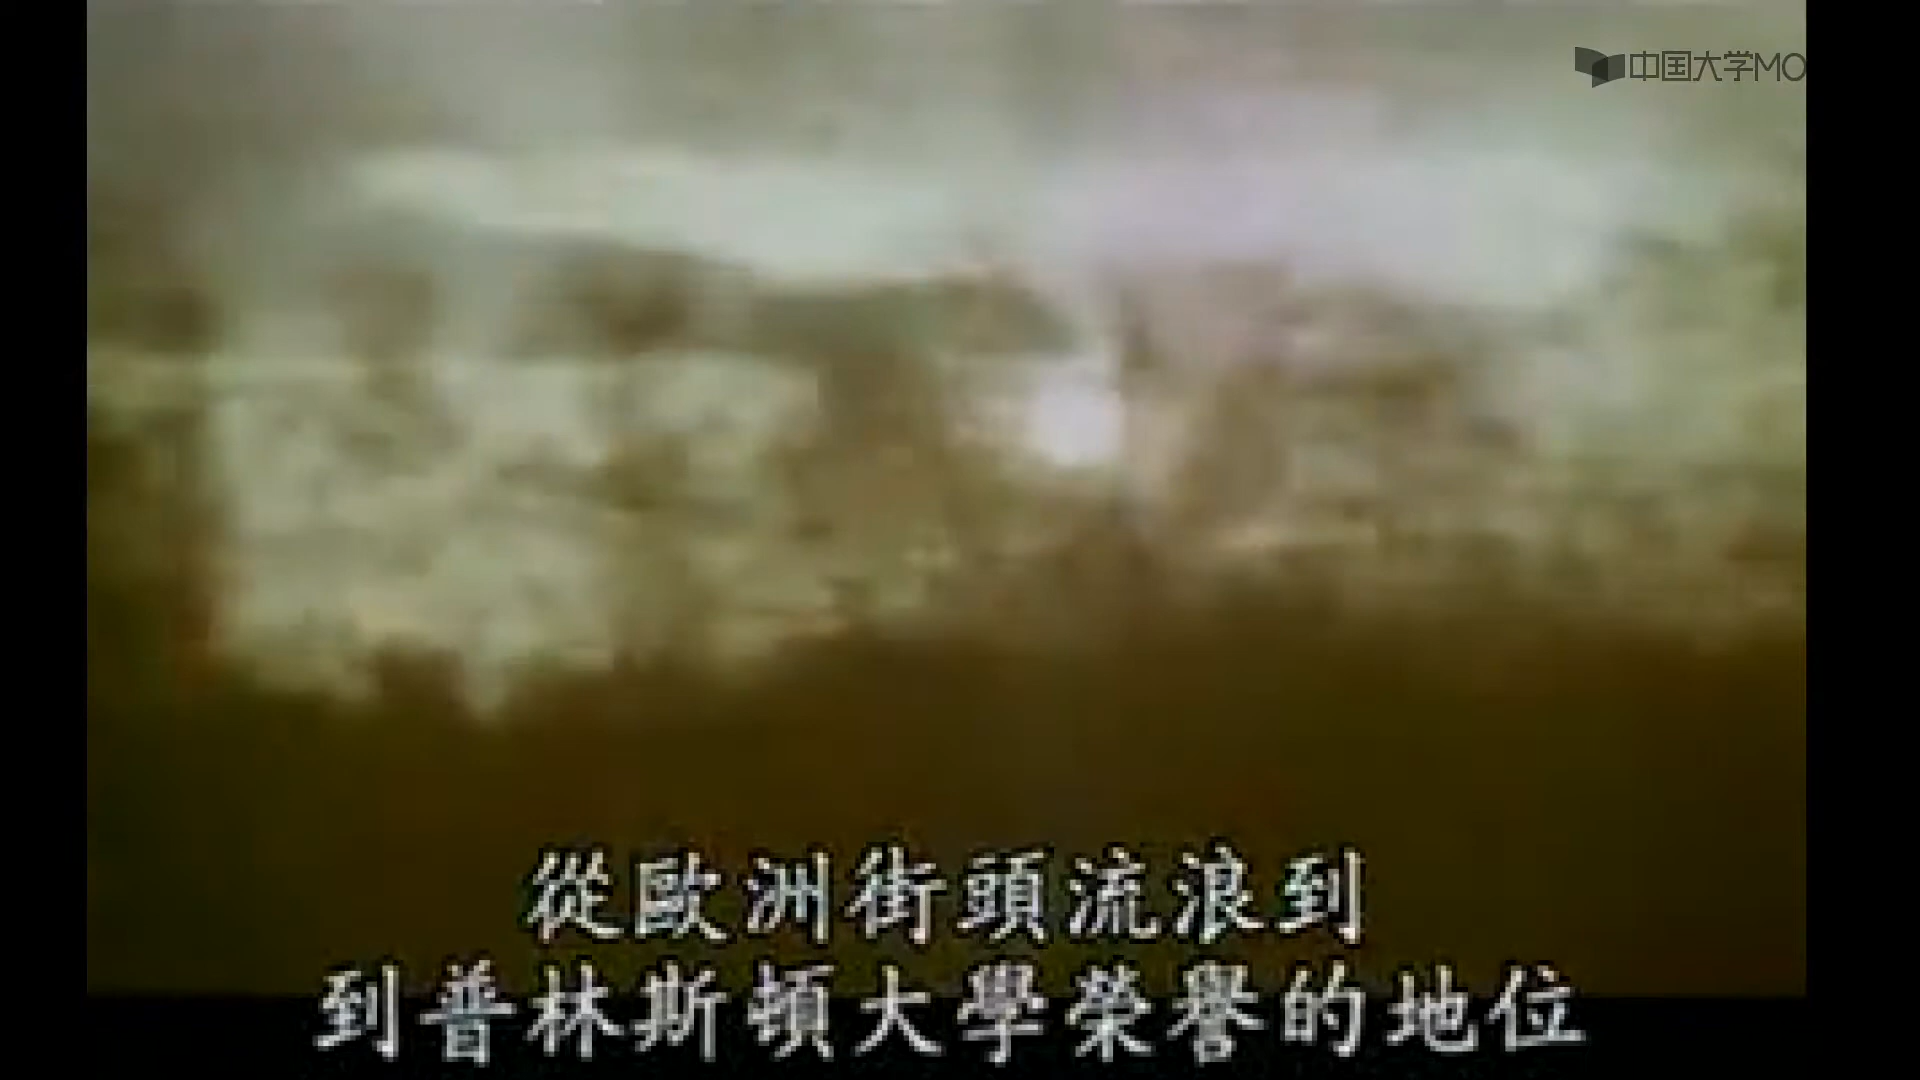 中国大学MO
從歐洲街頭流浪到
到普林斯頓大學榮譽的地位